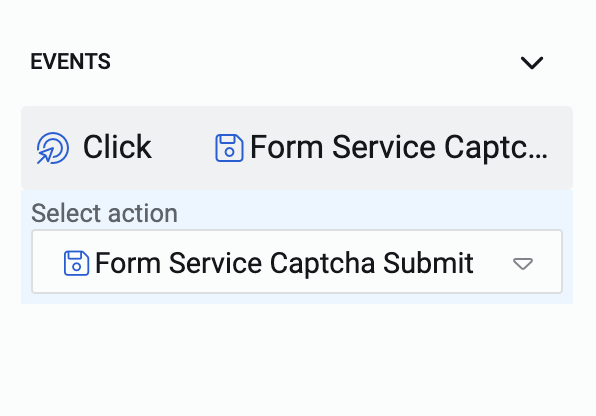 EVENTS
Click Form Service Captc...
Select action
Form Service Captcha Submit